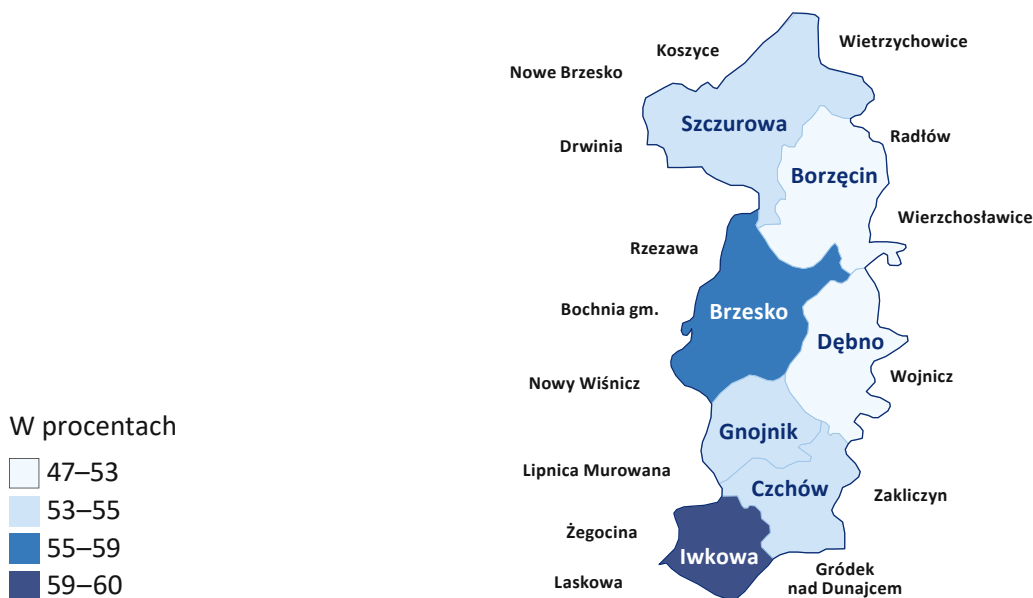 Wietrzychowice
Koszyce
Nowe Brzesko
Szczurowa
Radłów
Drwinia
Borzęcin
Wierzchosławice
Rzezawa
Bochnia gm.
Brzesko
Dębno
Nowy Wiśnicz
Wojnicz
W procentach
Gnojnik
47–53
Lipnica Murowana
Czchów
Zakliczyn
53–55
Żegocina
55–59
Iwkowa
Gródek
nad Dunajcem
Laskowa
59–60